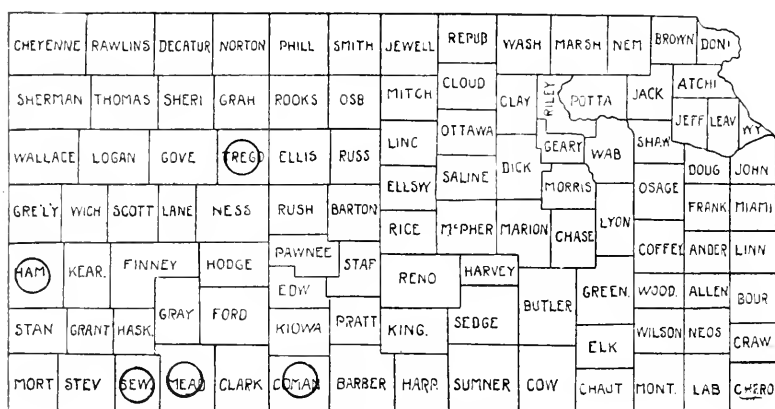 CHEYENNE RAWLINS DECATUR NORTON PHILL SMITH JEWELL REPUB WASH MARSH NEM BROWN DONI
SHERMAN THOMAS SHERI GRAH ROOKS OSB MITCH CLOUD CLAY RILEY POTTA JACK ATCHI
JEFF LEAV WY
WALLACE LOGAN GOVE TREGO ELLIS RUSS LINC OTTAWA DICK GEARY WAB SHAW DOUG JOHN
ELLSW SALINE MORRIS OSAGE
GRE'LY WICH SCOTT LANE NESS RUSH BARTON RICE McPHER MARION CHASE LYON FRANK MIAMI
HAM KEAR. FINNEY HODGE PAWNEE STAF RENO HARVEY COFFEY ANDER LINN
EDW BUTLER GREEN. WOOD. ALLEN BOUR
STAN GRANT HASK. GRAY FORD KIOWA PRATT KING. SEDGE ELK WILSON NEOS CRAW.
MORT STEV SEW MEAD CLARK COMAN BARBER HARP. SUMNER COW CHAUT MONT. LAB CHERO